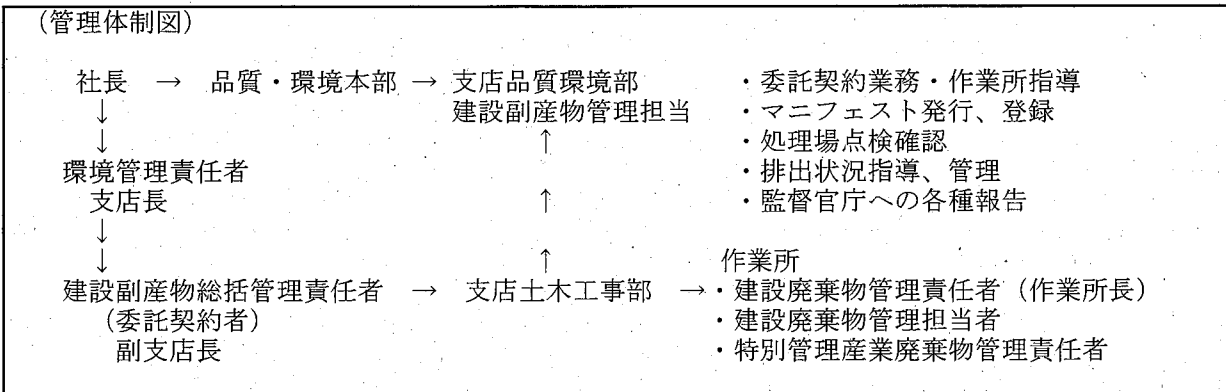 （管理体制図）
社長 → 品質・環境本部 → 支店品質環境部 ・委託契約業務・作業所指導
↓ 建設副産物管理担当 ・マニフェスト発行、登録
↓ ↑ ・処理場点検確認
環境管理責任者 ・排出状況指導、管理
支店長 ↑ ・監督官庁への各種報告
↓
↓ ↑ 作業所
建設副産物総括管理責任者 → 支店土木工事部 → ・建設廃棄物管理責任者（作業所長）
（委託契約者） ・建設廃棄物管理担当者
副支店長 ・特別管理産業廃棄物管理責任者